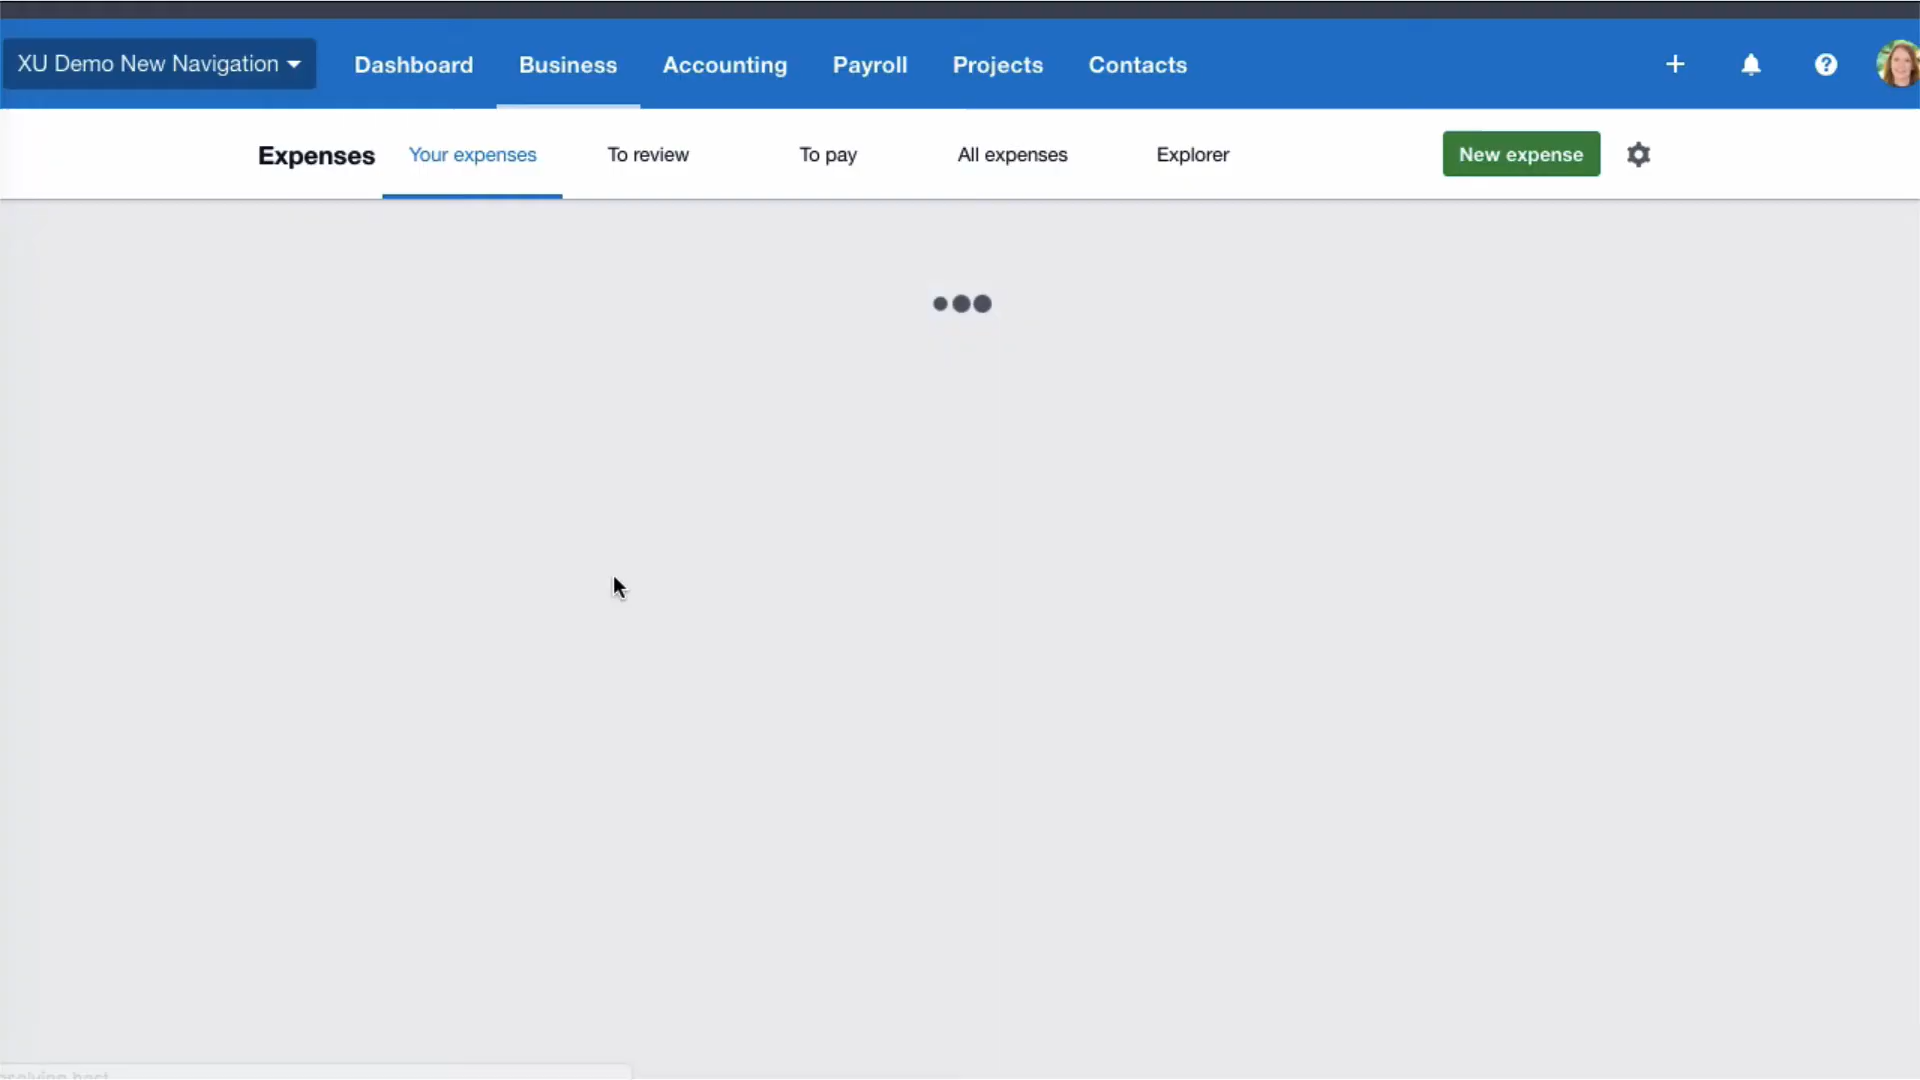 XU Demo New Navigation Dashboard Business Accounting Payroll Projects Contacts
Expenses Your expenses To review To pay All expenses Explorer New expense